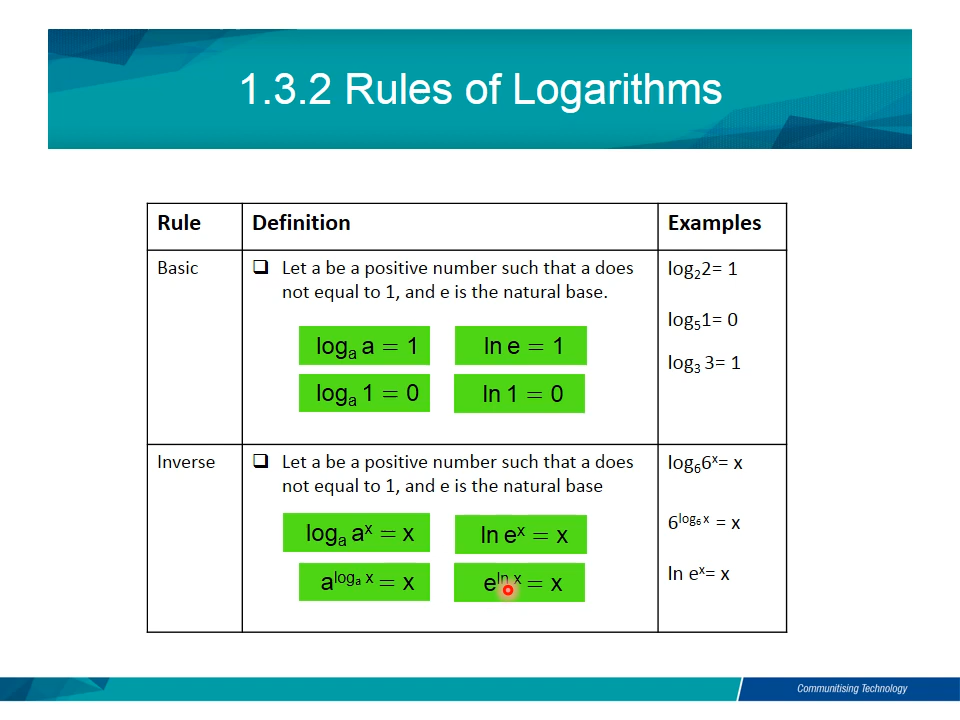 1.3.2 Rules of Logarithms
Rule Definition Examples
Basic
❑ Let a be a positive number such that a does
not equal to 1, and e is the natural base.
logₐ a = 1 ln e = 1
logₐ 1 = 0 ln 1 = 0
log₂2= 1
log₅1= 0
log₃ 3= 1
Inverse
❑ Let a be a positive number such that a does
not equal to 1, and e is the natural base
logₐ aˣ = x ln eˣ = x
a^(logₐ x) = x e^(ln x) = x
log₆6ˣ= x
6^(log₆ x) = x
ln eˣ= x
Communitising Technology